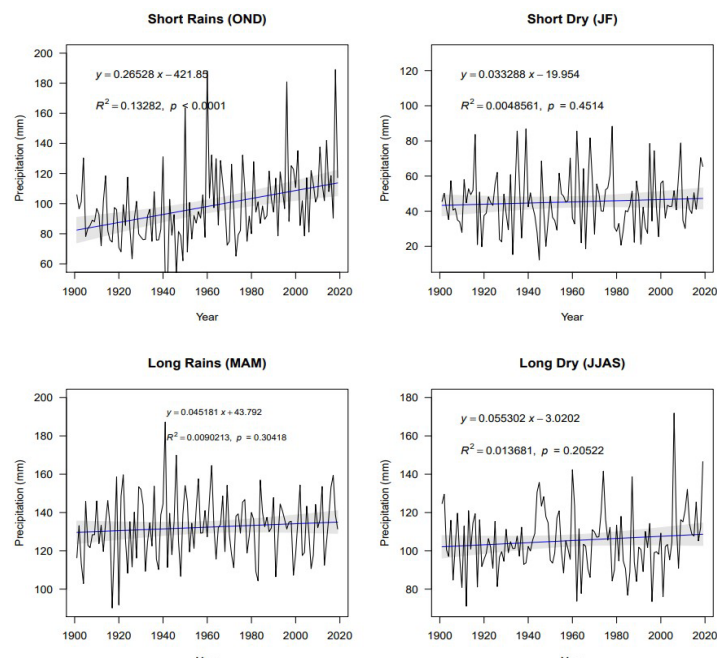 Short Rains (OND)
Precipitation (mm)
200
180
160
140
120
100
80
60
y = 0.26528 x − 421.85
R² = 0.13282, p < 0.0001
1900 1920 1940 1960 1980 2000 2020
Year
Short Dry (JF)
Precipitation (mm)
120
100
80
60
40
20
y = 0.033288 x − 19.954
R² = 0.0048561, p = 0.4514
1900 1920 1940 1960 1980 2000 2020
Year
Long Rains (MAM)
Precipitation (mm)
200
180
160
140
120
100
y = 0.045181 x + 43.792
R² = 0.0090213, p = 0.30418
1900 1920 1940 1960 1980 2000 2020
Long Dry (JJAS)
Precipitation (mm)
180
160
140
120
100
80
y = 0.055302 x − 3.0202
R² = 0.013681, p = 0.20522
1900 1920 1940 1960 1980 2000 2020